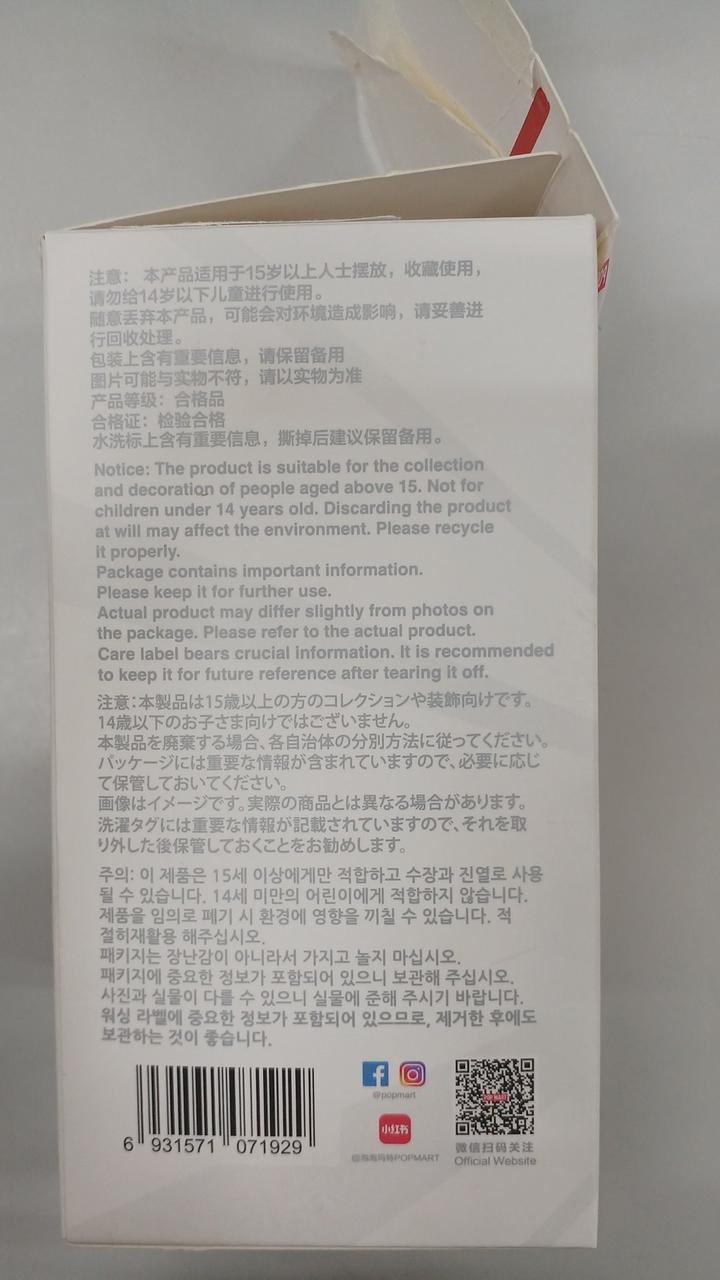 注意： 本产品适用于15岁以上人士摆放，收藏使用，
请勿给14岁以下儿童进行使用。
随意丢弃本产品，可能会对环境造成影响，请妥善进
行回收处理。
包装上含有重要信息，请保留备用
图片可能与实物不符，请以实物为准
产品等级：合格品
合格证：检验合格
水洗标上含有重要信息，撕掉后建议保留备用。
Notice: The product is suitable for the collection
and decoration of people aged above 15. Not for
children under 14 years old. Discarding the product
at will may affect the environment. Please recycle
it properly.
Package contains important information.
Please keep it for further use.
Actual product may differ slightly from photos on
the package. Please refer to the actual product.
Care label bears crucial information. It is recommended
to keep it for future reference after tearing it off.
注意：本製品は15歳以上の方のコレクションや装飾向けです。
14歳以下のお子さま向けではございません。
本製品を廃棄する場合、各自治体の分別方法に従ってください。
パッケージには重要な情報が含まれていますので、必要に応じ
て保管しておいてください。
画像はイメージです。実際の商品とは異なる場合があります。
洗濯タグには重要な情報が記載されていますので、それを取
り外した後保管しておくことをお勧めします。
주의: 이 제품은 15세 이상에게만 적합하고 수장과 진열로 사용
될 수 있습니다. 14세 미만의 어린이에게 적합하지 않습니다.
제품을 임의로 폐기 시 환경에 영향을 끼칠 수 있습니다. 적
절히재활용 해주십시오.
패키지는 장난감이 아니라서 가지고 놀지 마십시오.
패키지에 중요한 정보가 포함되어 있으니 보관해 주십시오.
사진과 실물이 다를 수 있으니 실물에 준해 주시기 바랍니다.
워싱 라벨에 중요한 정보가 포함되어 있으므로, 제거한 후에도
보관하는 것이 좋습니다.
@popmart
POP MART
小红书
6 931571 071929
@泡泡玛特POPMART
微信扫码关注
Official Website